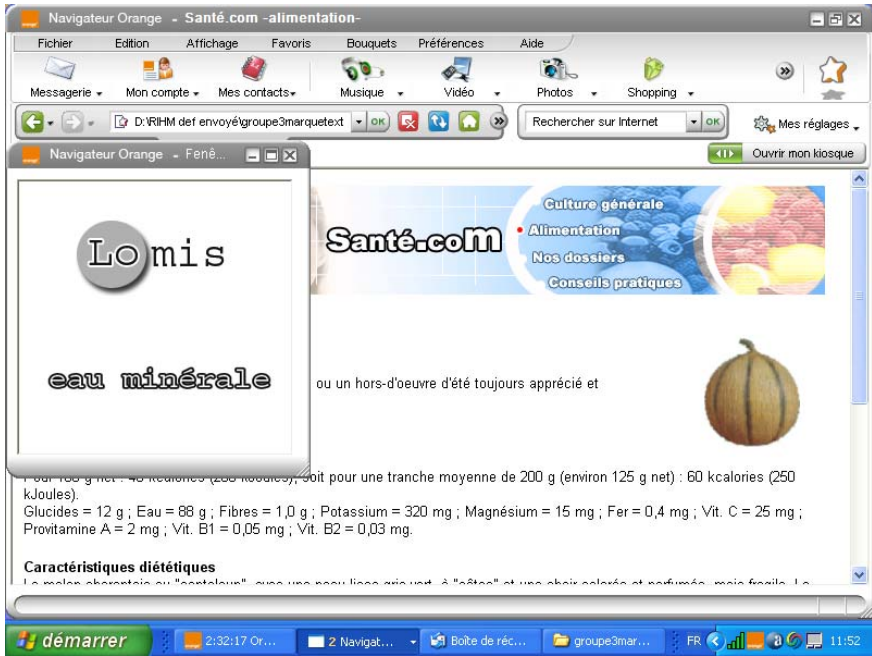 Navigateur Orange - Santé.com -alimentation-
Fichier Edition Affichage Favoris Bouquets Préférences Aide
Messagerie Mon compte Mes contacts Musique Vidéo Photos Shopping
D:\RIHM def envoyé\groupe3marquetext OK Rechercher sur Internet OK Mes réglages
Navigateur Orange - Fenê...
Ouvrir mon kiosque
Lomis
eau minérale
Santé.com
Culture générale
Alimentation
Nos dossiers
Conseils pratiques
ou un hors-d'oeuvre d'été toujours apprécié et
soit pour une tranche moyenne de 200 g (environ 125 g net) : 60 kcalories (250
kJoules).
Glucides = 12 g ; Eau = 88 g ; Fibres = 1,0 g ; Potassium = 320 mg ; Magnésium = 15 mg ; Fer = 0,4 mg ; Vit. C = 25 mg ;
Provitamine A = 2 mg ; Vit. B1 = 0,05 mg ; Vit. B2 = 0,03 mg.
Caractéristiques diététiques
démarrer 2:32:17 Or... 2 Navigat... Boîte de réc... groupe3mar... FR 11:52